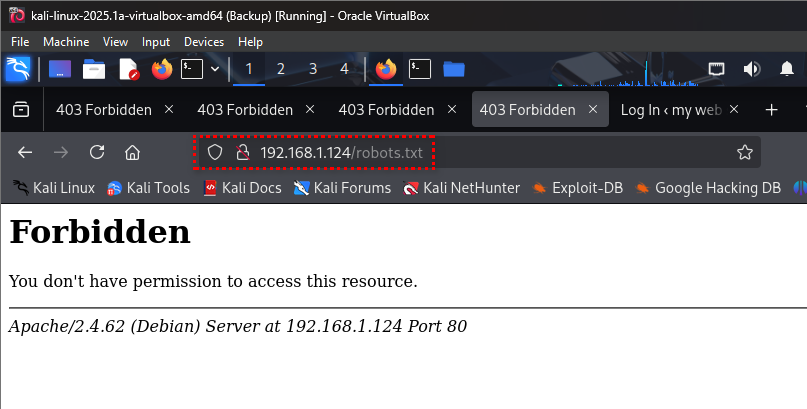 kali-linux-2025.1a-virtualbox-amd64 (Backup) [Running] - Oracle VirtualBox
File Machine View Input Devices Help
1 2 3 4
403 Forbidden × 403 Forbidden × 403 Forbidden × 403 Forbidden × Log In ‹ my web × +
192.168.1.124/robots.txt
Kali Linux Kali Tools Kali Docs Kali Forums Kali NetHunter Exploit-DB Google Hacking DB
Forbidden
You don't have permission to access this resource.
Apache/2.4.62 (Debian) Server at 192.168.1.124 Port 80